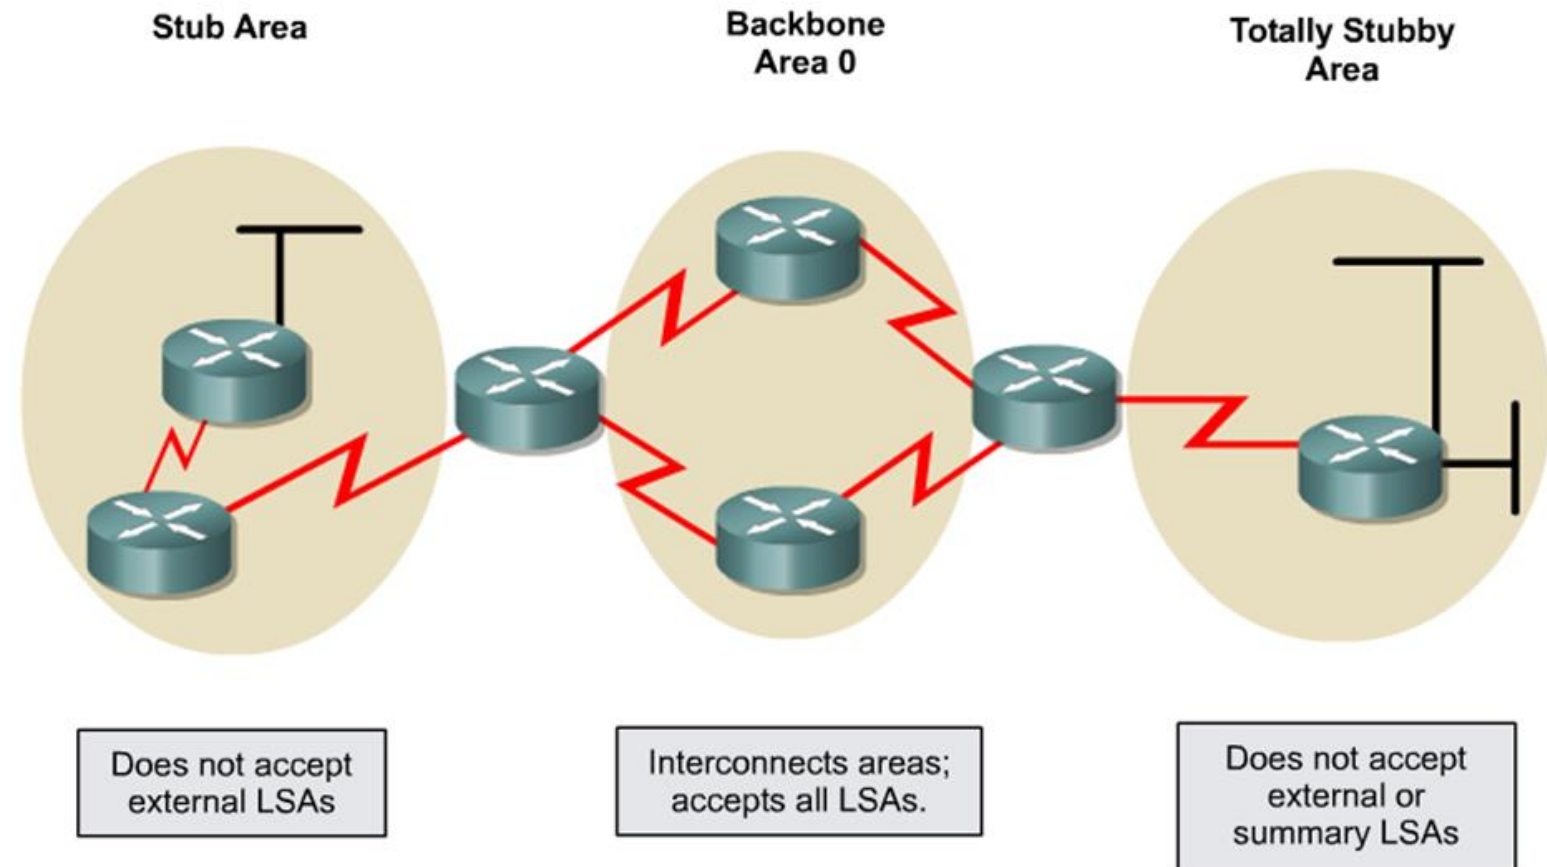 Stub Area
Backbone
Area 0
Totally Stubby
Area
Does not accept
external LSAs
Interconnects areas;
accepts all LSAs.
Does not accept
external or
summary LSAs